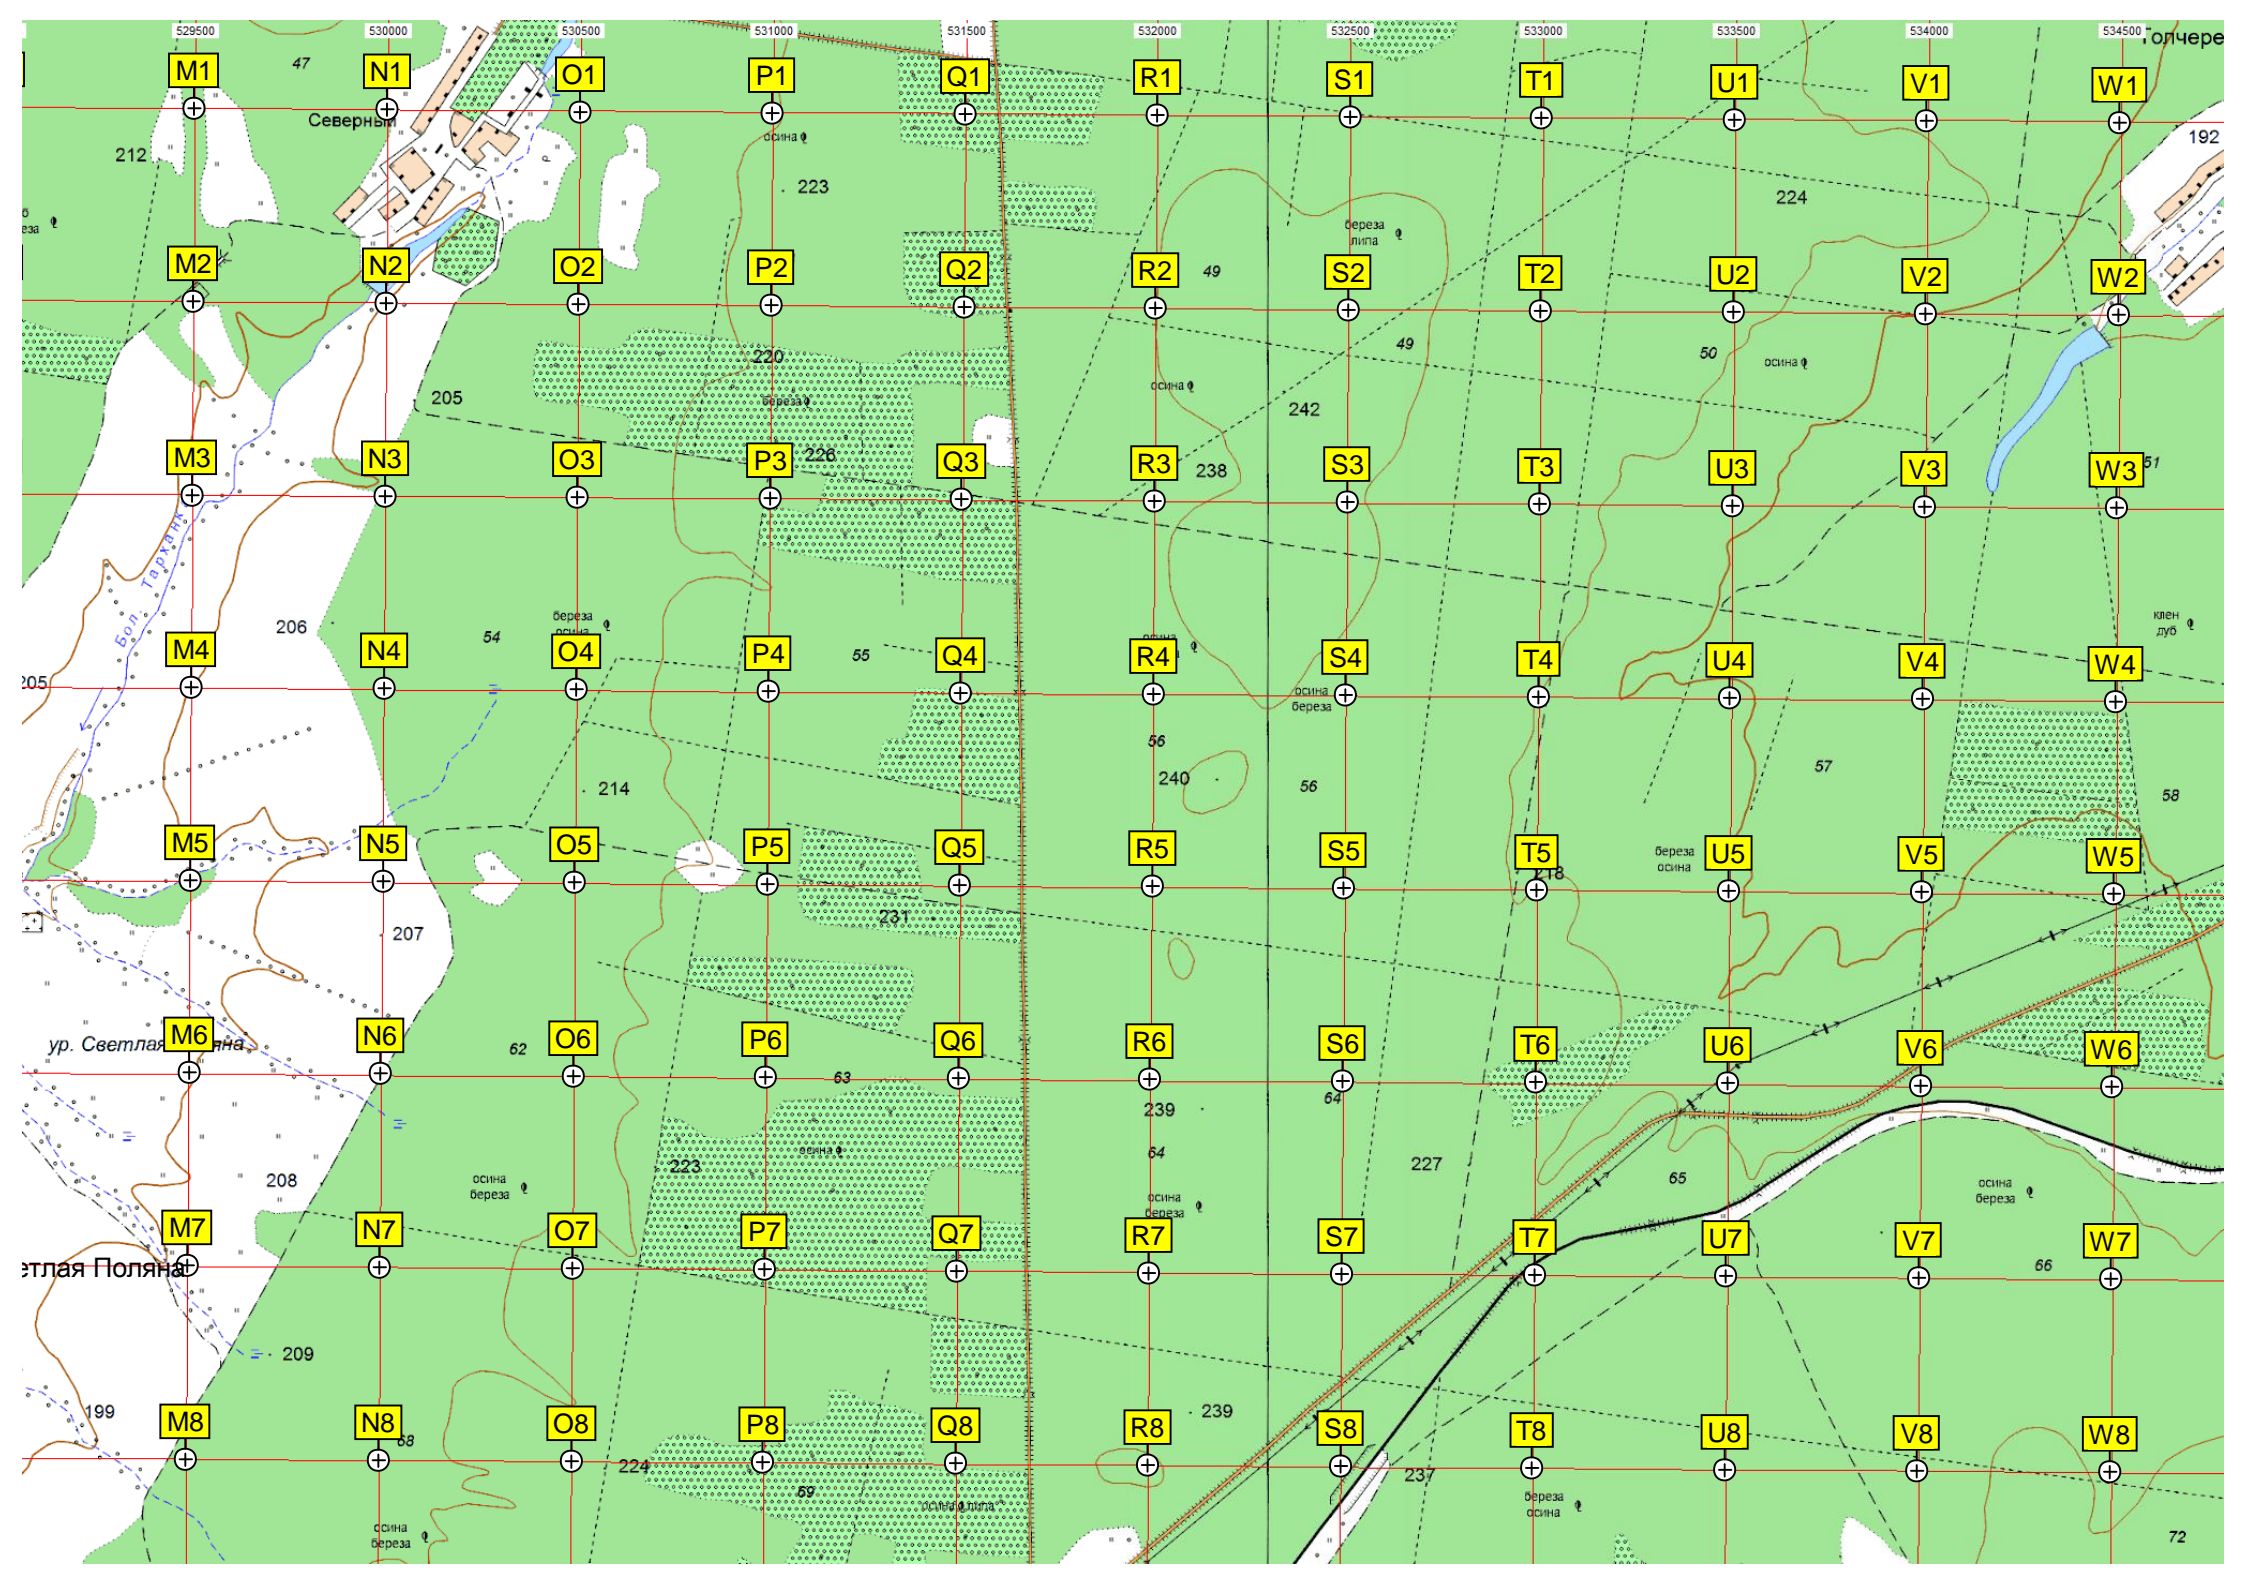 529500 530000 530500 531000 531500 532000 532500 533000 533500 534000 534500
47
M1 N1 O1 P1 Q1 R1 S1 T1 U1 V1 W1
Северный
осина
212
192
223
224
береза
липа
M2 N2 O2 P2 Q2 R2 49 S2 T2 U2 V2 W2
220
49
50
осина
осина
205
береза
242
M3 N3 O3 P3 226 Q3 R3 238 S3 T3 U3 V3 W3 51
Бол. Тарханка
206
54
береза
осина
клен
дуб
осина
M4 N4 O4 P4 55 Q4 R4 S4 T4 U4 V4 W4
205
осина
береза
56
57
240
56
214
58
M5 N5 O5 P5 Q5 R5 S5 T5 U5 V5 W5
береза
осина
218
231
207
M6 N6 O6 P6 Q6 R6 S6 T6 U6 V6 W6
ур. Светлая
62
63
239
64
64
осина
223
227
65
208
осина
береза
осина
береза
осина
береза
M7 N7 O7 P7 Q7 R7 S7 T7 U7 V7 W7
66
Поляна
209
199
239
M8 N8 O8 P8 Q8 R8 S8 T8 U8 V8 W8
68
224
237
69
осина липа
береза
осина
осина
береза
72